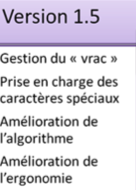 Version 1.5
Gestion du « vrac »
Prise en charge des
caractères spéciaux
Amélioration de
l'algorithme
Amélioration de
l'ergonomie